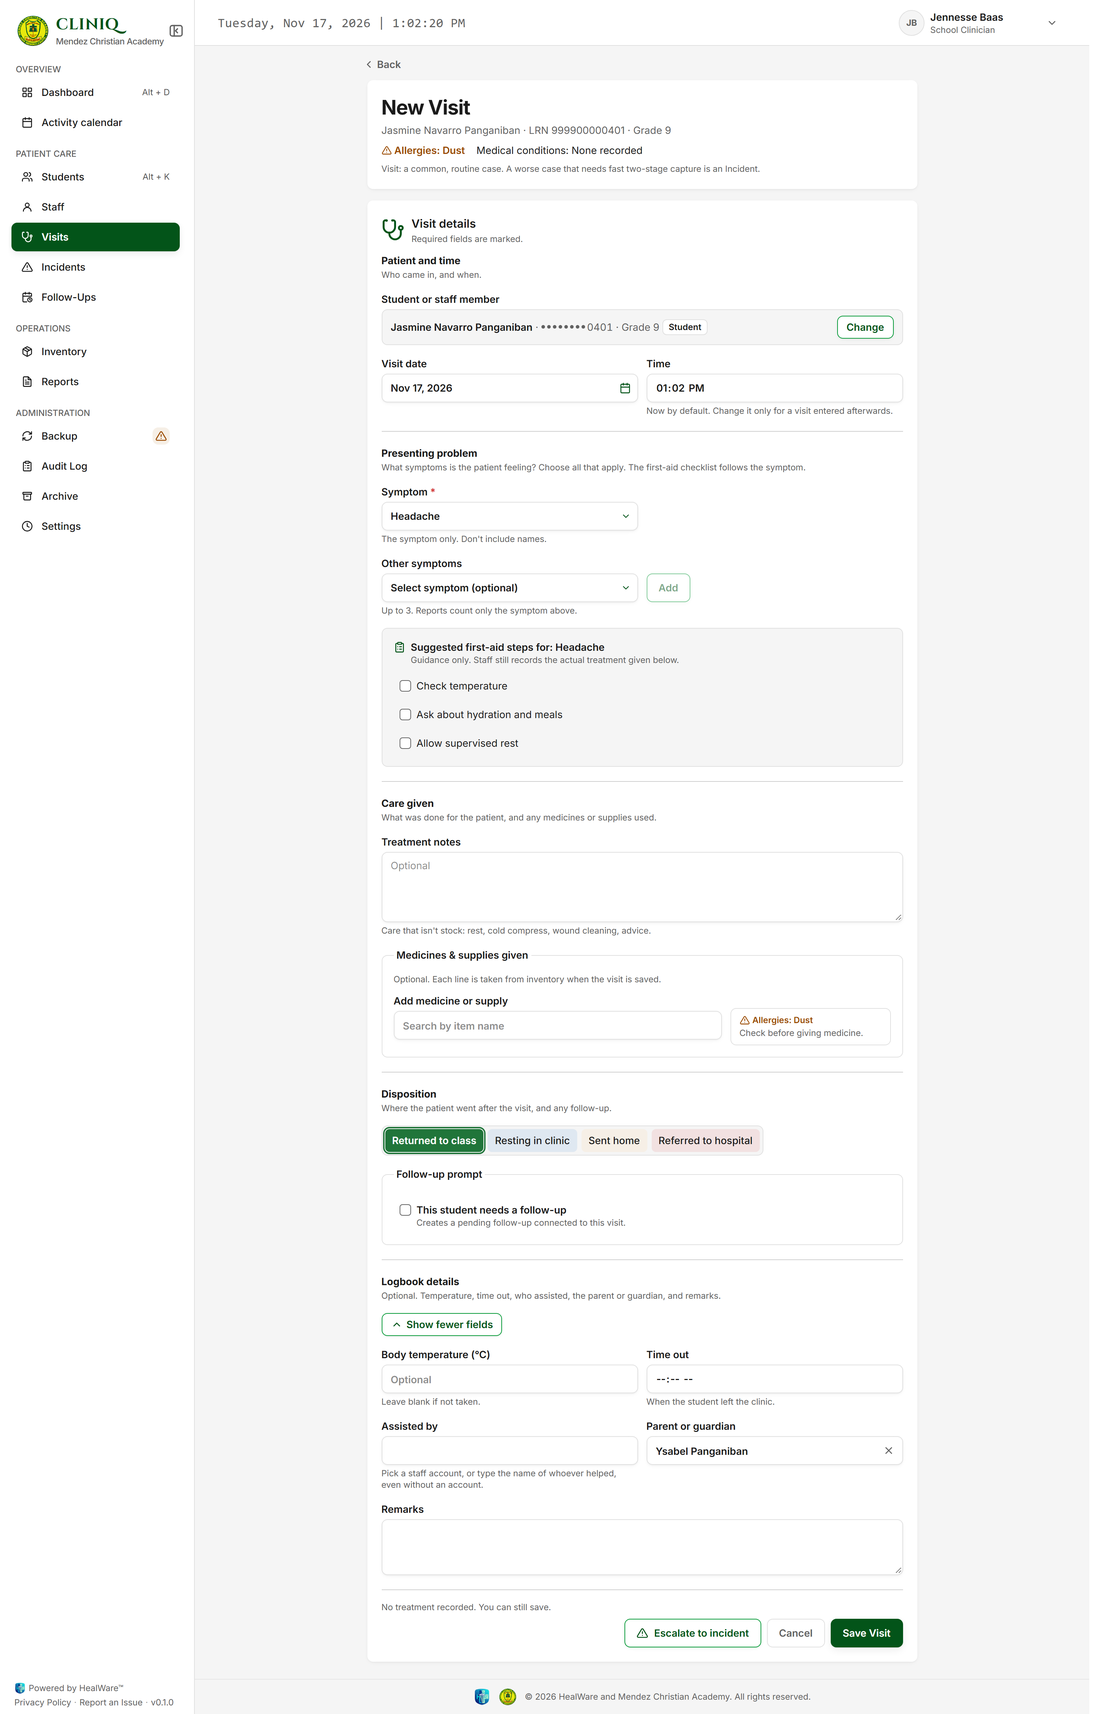 CLINIQ
Mendez Christian Academy
OVERVIEW
Dashboard Alt + D
Activity calendar
PATIENT CARE
Students Alt + K
Staff
Visits
Incidents
Follow-Ups
OPERATIONS
Inventory
Reports
ADMINISTRATION
Backup
Audit Log
Archive
Settings
Powered by HealWare™
Privacy Policy · Report an Issue · v0.1.0
Tuesday, Nov 17, 2026 | 1:02:20 PM
JB
Jennesse Baas
School Clinician
Back
New Visit
Jasmine Navarro Panganiban · LRN 999900000401 · Grade 9
Allergies: Dust Medical conditions: None recorded
Visit: a common, routine case. A worse case that needs fast two-stage capture is an Incident.
Visit details
Required fields are marked.
Patient and time
Who came in, and when.
Student or staff member
Jasmine Navarro Panganiban · ••••••••0401 · Grade 9 Student
Change
Visit date
Nov 17, 2026
Time
01:02 PM
Now by default. Change it only for a visit entered afterwards.
Presenting problem
What symptoms is the patient feeling? Choose all that apply. The first-aid checklist follows the symptom.
Symptom *
Headache
The symptom only. Don't include names.
Other symptoms
Select symptom (optional)
Add
Up to 3. Reports count only the symptom above.
Suggested first-aid steps for: Headache
Guidance only. Staff still records the actual treatment given below.
Check temperature
Ask about hydration and meals
Allow supervised rest
Care given
What was done for the patient, and any medicines or supplies used.
Treatment notes
Optional
Care that isn't stock: rest, cold compress, wound cleaning, advice.
Medicines & supplies given
Optional. Each line is taken from inventory when the visit is saved.
Add medicine or supply
Search by item name
Allergies: Dust
Check before giving medicine.
Disposition
Where the patient went after the visit, and any follow-up.
Returned to class
Resting in clinic
Sent home
Referred to hospital
Follow-up prompt
This student needs a follow-up
Creates a pending follow-up connected to this visit.
Logbook details
Optional. Temperature, time out, who assisted, the parent or guardian, and remarks.
Show fewer fields
Body temperature (°C)
Optional
Leave blank if not taken.
Time out
--:-- --
When the student left the clinic.
Assisted by
Pick a staff account, or type the name of whoever helped,
even without an account.
Parent or guardian
Ysabel Panganiban
Remarks
No treatment recorded. You can still save.
Escalate to incident
Cancel
Save Visit
© 2026 HealWare and Mendez Christian Academy. All rights reserved.